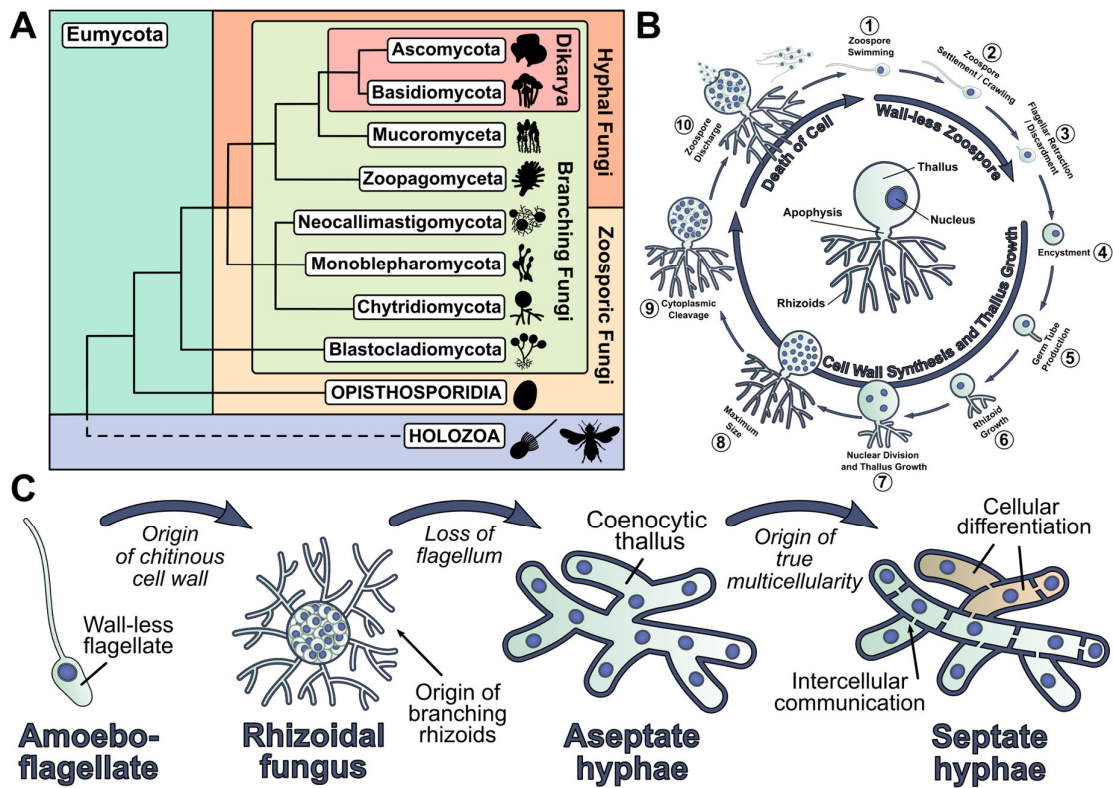 A
Eumycota
Ascomycota
Basidiomycota
Dikarya
Mucoromyceta
Zoopagomyceta
Hyphal Fungi
Neocallimastigomycota
Monoblepharomycota
Chytridiomycota
Blastocladiomycota
Branching Fungi
OPISTHOSPORIDIA
Zoosporic Fungi
HOLOZOA
B
1
Zoospore
Swimming
2
Zoospore
Settlement / Crawling
3
Flagellar Retraction
/ Discardment
4
Encystment
5
Germ Tube
Production
6
Rhizoid
Growth
Nuclear Division
and Thallus Growth
7
8
Maximum
Size
9
Cytoplasmic
Cleavage
10
Zoospore
Discharge
Death of Cell
Wall-less Zoospore
Cell Wall Synthesis and Thallus Growth
Thallus
Nucleus
Apophysis
Rhizoids
C
Origin
of chitinous
cell wall
Loss of
flagellum
Coenocytic
thallus
Origin of
true
multicellularity
Cellular
differentiation
Wall-less
flagellate
Origin of
branching
rhizoids
Intercellular
communication
Amoebo-
flagellate
Rhizoidal
fungus
Aseptate
hyphae
Septate
hyphae